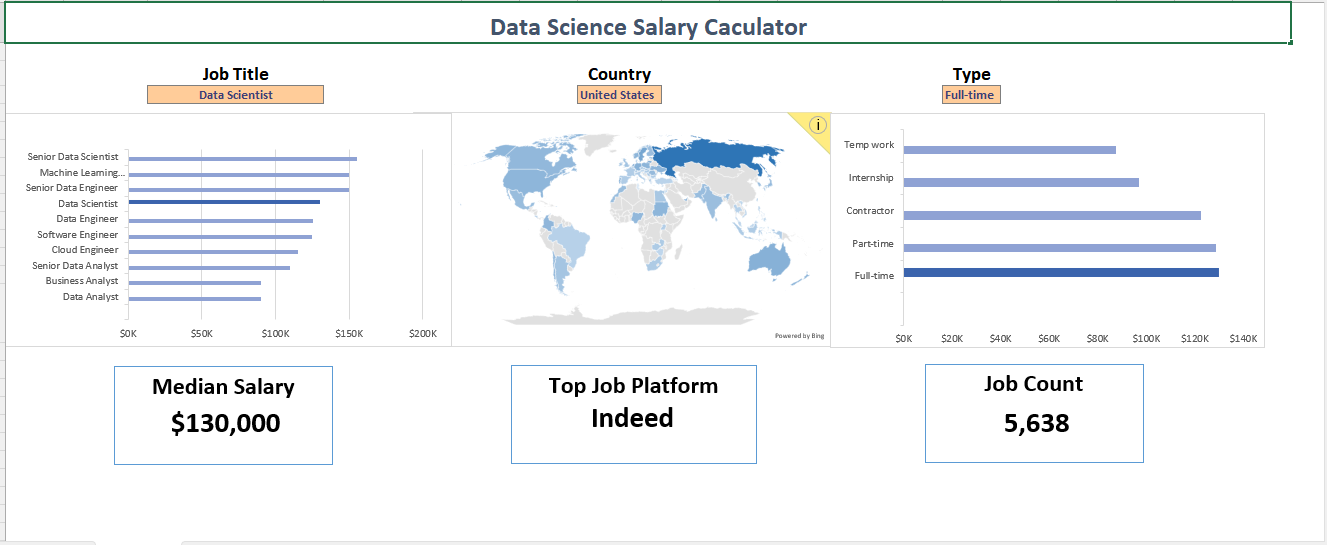 Data Science Salary Caculator
Job Title
Data Scientist
Country
United States
Type
Full-time
Senior Data Scientist
Machine Learning...
Senior Data Engineer
Data Scientist
Data Engineer
Software Engineer
Cloud Engineer
Senior Data Analyst
Business Analyst
Data Analyst
$0K $50K $100K $150K $200K
i
Powered by Bing
Temp work
Internship
Contractor
Part-time
Full-time
$0K $20K $40K $60K $80K $100K $120K $140K
Median Salary
$130,000
Top Job Platform
Indeed
Job Count
5,638